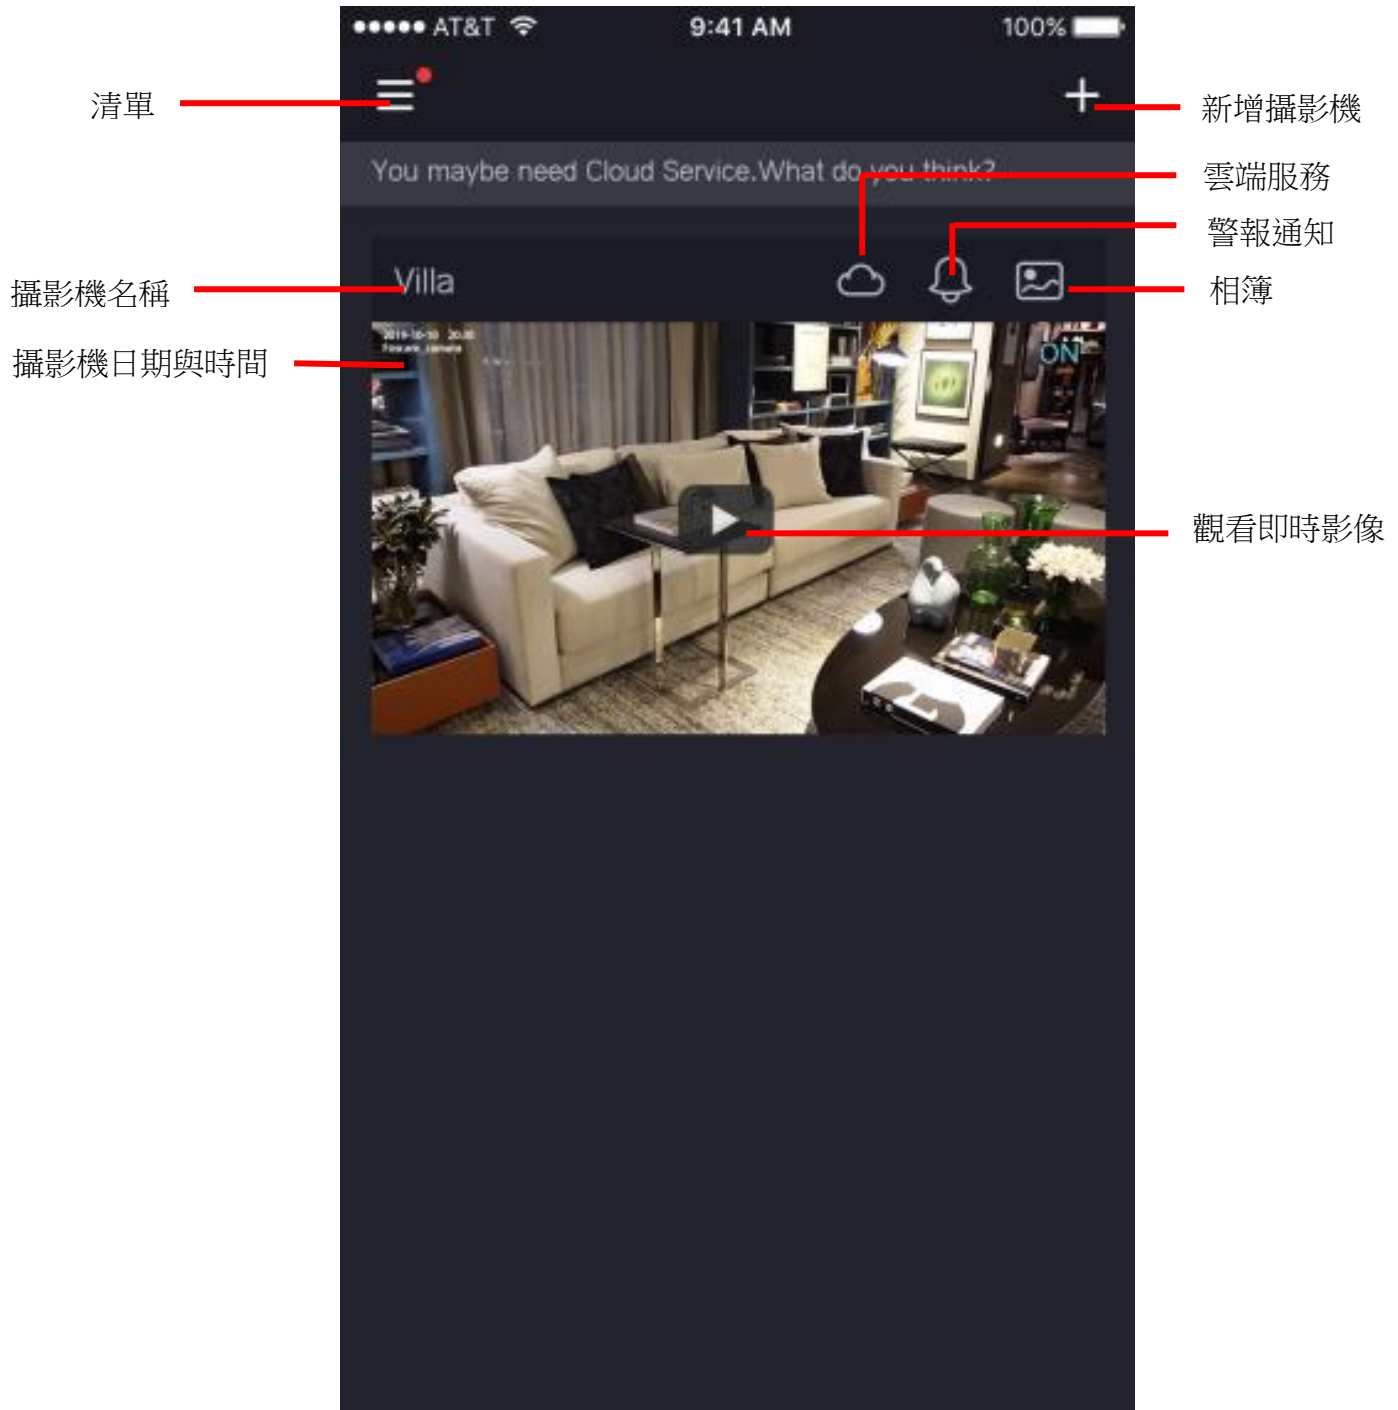 AT&T 9:41 AM 100%
清單
新增攝影機
You maybe need Cloud Service.What do you think?
雲端服務
警報通知
攝影機名稱
Villa
相簿
攝影機日期與時間
ON
觀看即時影像